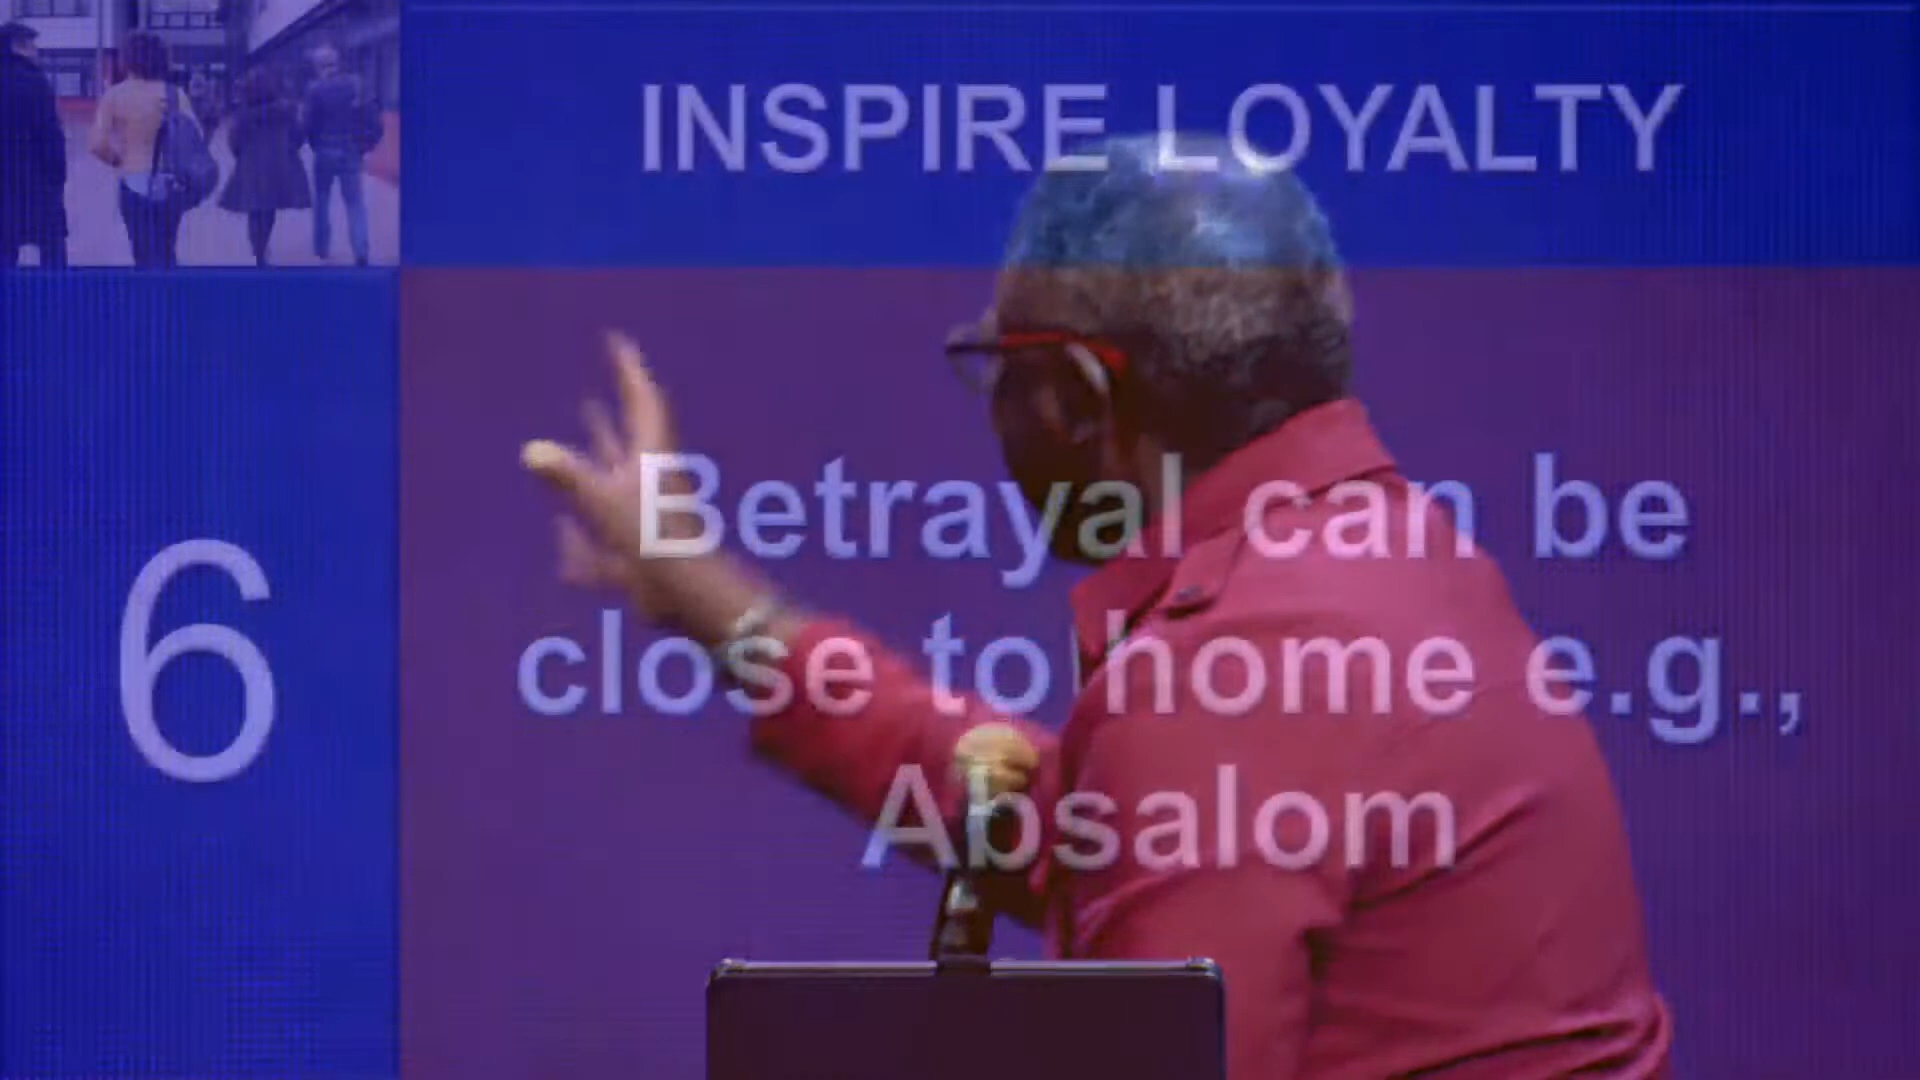 INSPIRE LOYALTY
6
Betrayal can be
close to home e.g.,
Absalom